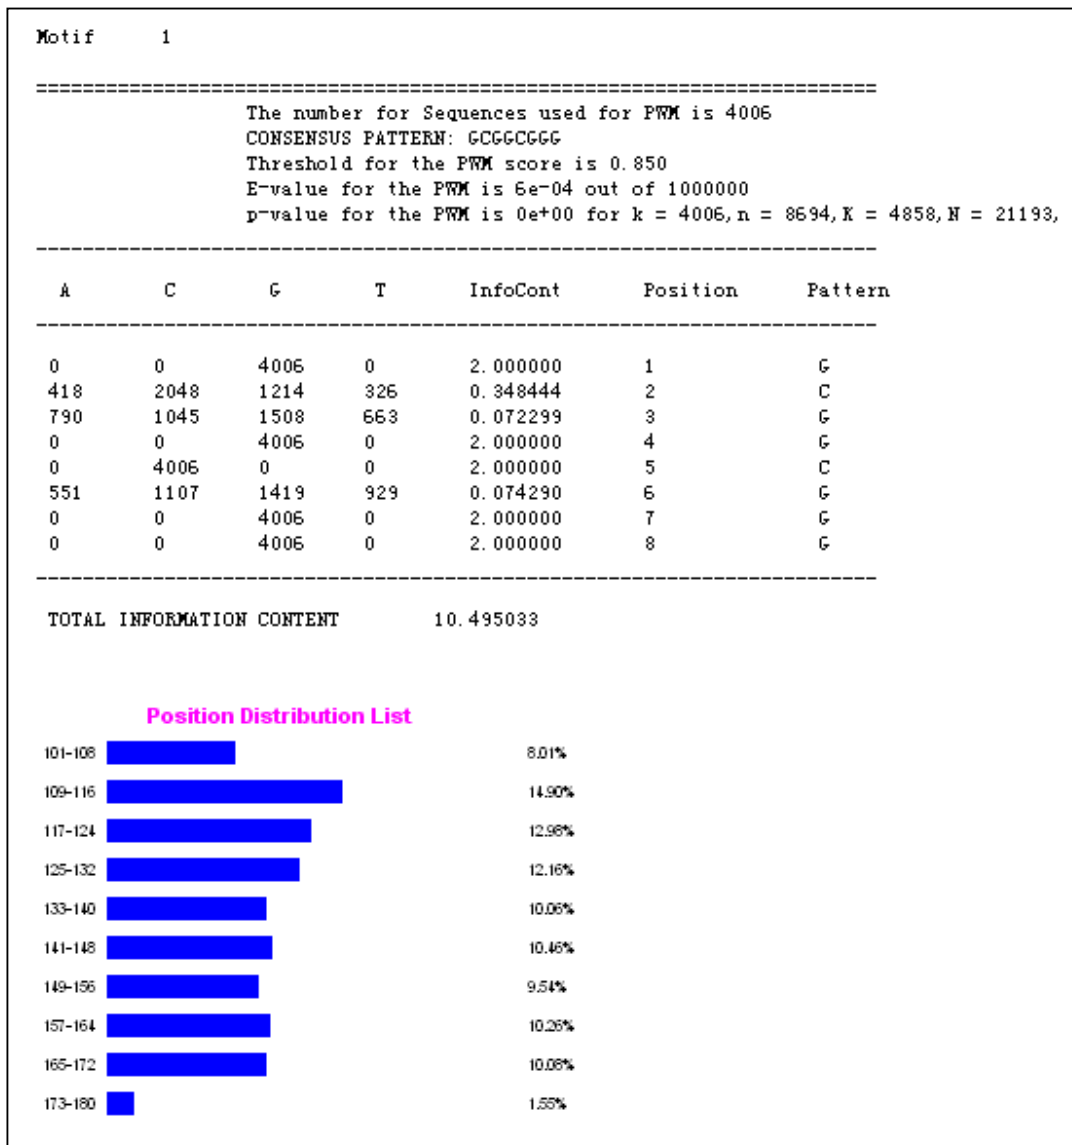 Motif 1
========================================================================
The number for Sequences used for PWM is 4006
CONSENSUS PATTERN: GCGGCGGG
Threshold for the PWM score is 0.850
E-value for the PWM is 6e-04 out of 1000000
p-value for the PWM is 0e+00 for k = 4006, n = 8694, K = 4858, N = 21193,
------------------------------------------------------------------------
A C G T InfoCont Position Pattern
------------------------------------------------------------------------
0 0 4006 0 2.000000 1 G
418 2048 1214 326 0.348444 2 C
790 1045 1508 663 0.072299 3 G
0 0 4006 0 2.000000 4 G
0 4006 0 0 2.000000 5 C
551 1107 1419 929 0.074290 6 G
0 0 4006 0 2.000000 7 G
0 0 4006 0 2.000000 8 G
------------------------------------------------------------------------
TOTAL INFORMATION CONTENT 10.495033
Position Distribution List
101-108 8.01%
109-116 14.90%
117-124 12.98%
125-132 12.16%
133-140 10.06%
141-148 10.46%
149-156 9.54%
157-164 10.26%
165-172 10.08%
173-180 1.55%